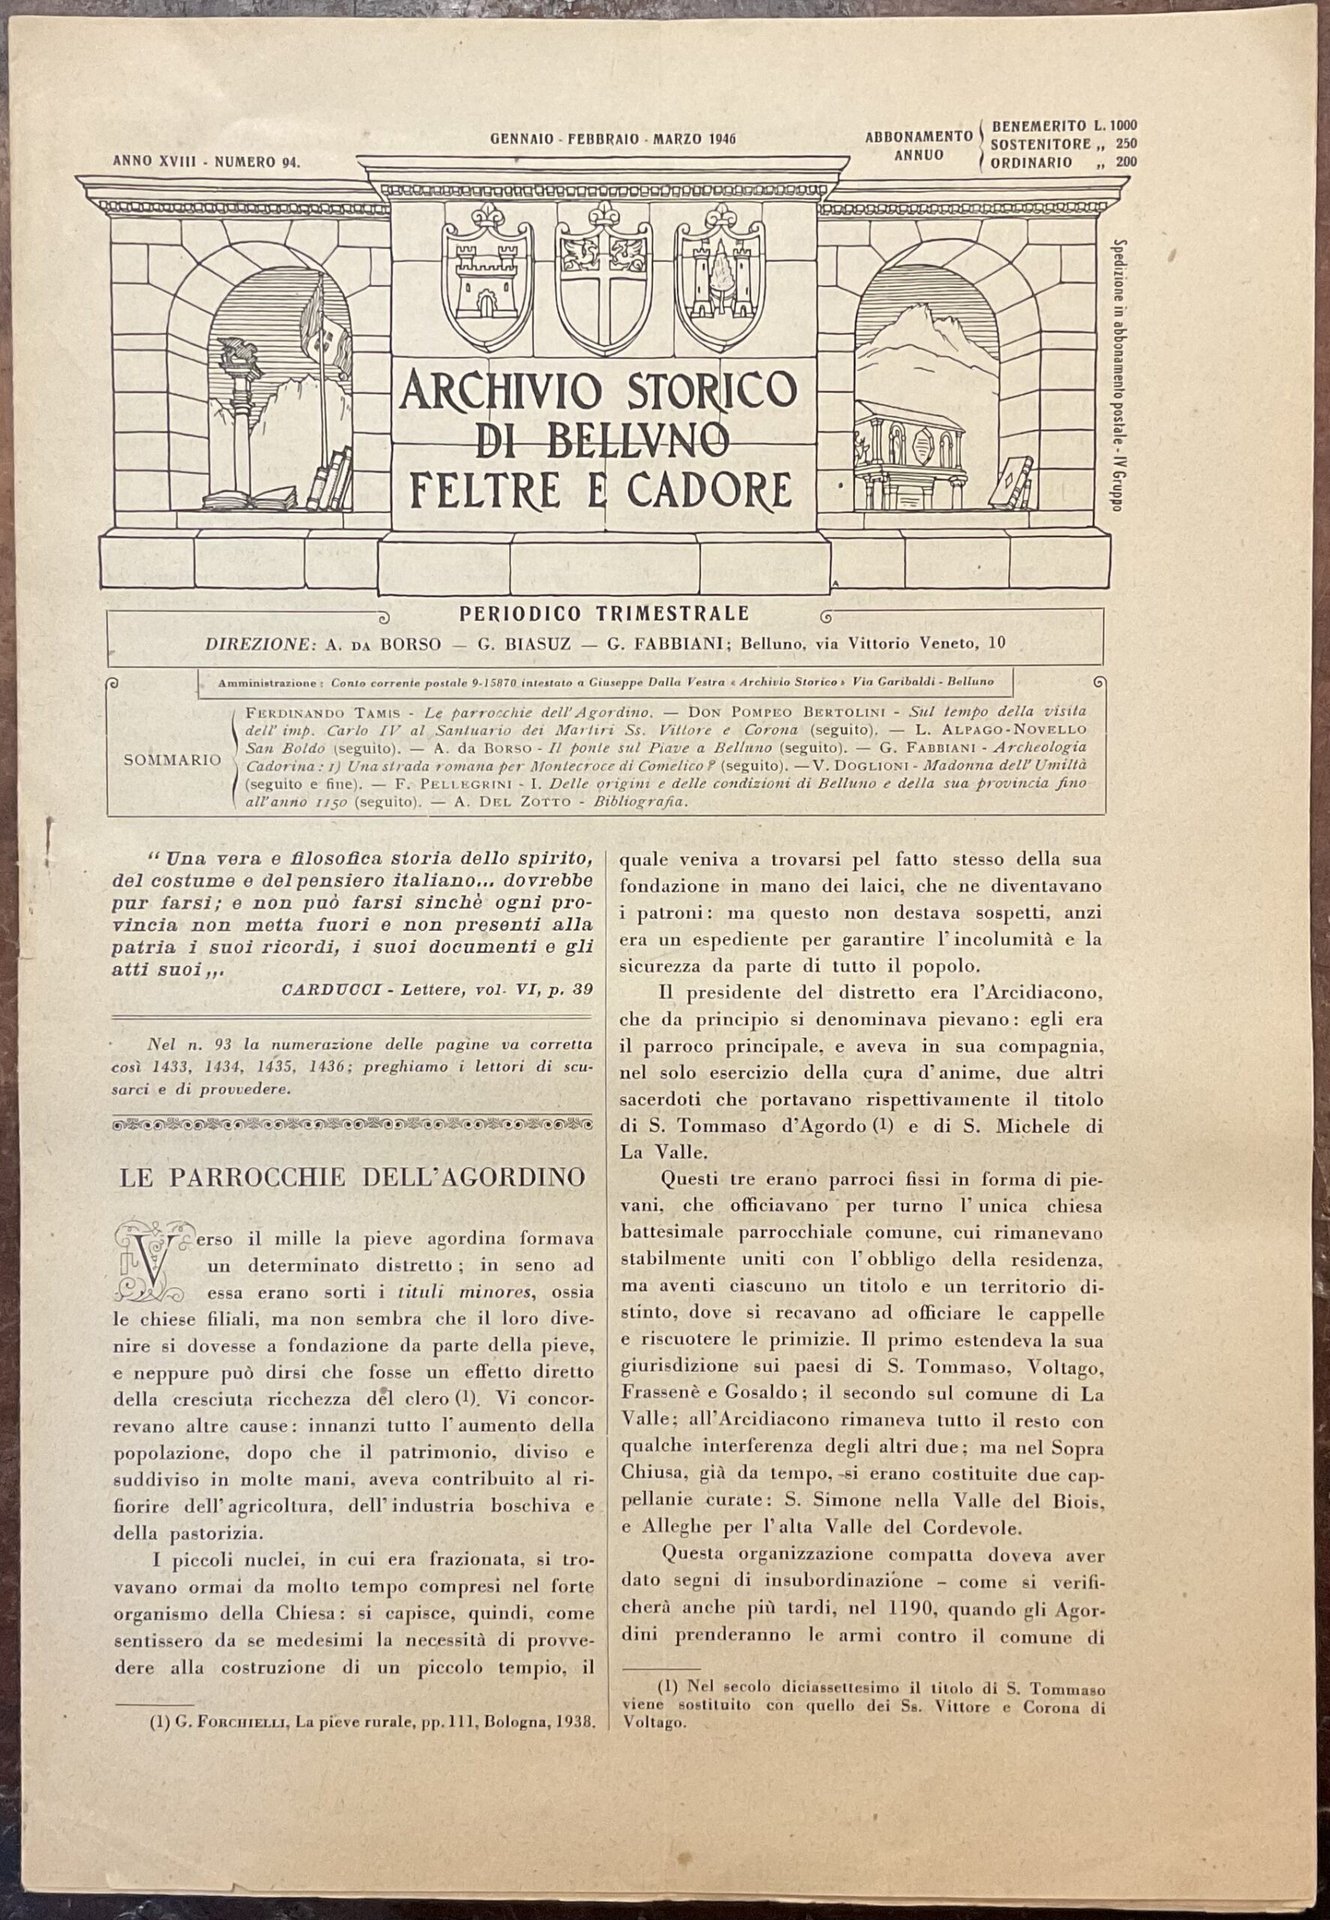 GENNAIO - FEBBRAIO - MARZO 1946
ANNO XVIII - NUMERO 94.
ABBONAMENTO ANNUO
BENEMERITO L. 1000
SOSTENITORE „ 250
ORDINARIO „ 200
Spedizione in abbonamento postale - IV Gruppo
ARCHIVIO STORICO
DI BELLVNO
FELTRE E CADORE
PERIODICO TRIMESTRALE
DIREZIONE: A. DA BORSO — G. BIASUZ — G. FABBIANI; Belluno, via Vittorio Veneto, 10
Amministrazione: Conto corrente postale 9-15870 intestato a Giuseppe Dalla Vestra « Archivio Storico » Via Garibaldi - Belluno
SOMMARIO
FERDINANDO TAMIS - Le parrocchie dell'Agordino. — DON POMPEO BERTOLINI - Sul tempo della visita
dell'imp. Carlo IV al Santuario dei Martiri Ss. Vittore e Corona (seguito). — L. ALPAGO-NOVELLO
San Boldo (seguito). — A. da BORSO - Il ponte sul Piave a Belluno (seguito). — G. FABBIANI - Archeologia
Cadorina: 1) Una strada romana per Montecroce di Comelico? (seguito). — V. DOGLIONI - Madonna dell'Umiltà
(seguito e fine). — F. PELLEGRINI - I. Delle origini e delle condizioni di Belluno e della sua provincia fino
all'anno 1150 (seguito). — A. DEL ZOTTO - Bibliografia.
“ Una vera e filosofica storia dello spirito,
del costume e del pensiero italiano... dovrebbe
pur farsi; e non può farsi sinchè ogni pro-
vincia non metta fuori e non presenti alla
patria i suoi ricordi, i suoi documenti e gli
atti suoi „.
CARDUCCI - Lettere, vol. VI, p. 39
Nel n. 93 la numerazione delle pagine va corretta
così 1433, 1434, 1435, 1436; preghiamo i lettori di scu-
sarci e di provvedere.
LE PARROCCHIE DELL'AGORDINO
Verso il mille la pieve agordina formava
un determinato distretto; in seno ad
essa erano sorti i tituli minores, ossia
le chiese filiali, ma non sembra che il loro dive-
nire si dovesse a fondazione da parte della pieve,
e neppure può dirsi che fosse un effetto diretto
della cresciuta ricchezza del clero (1). Vi concor-
revano altre cause: innanzi tutto l'aumento della
popolazione, dopo che il patrimonio, diviso e
suddiviso in molte mani, aveva contribuito al ri-
fiorire dell'agricoltura, dell'industria boschiva e
della pastorizia.
I piccoli nuclei, in cui era frazionata, si tro-
vavano ormai da molto tempo compresi nel forte
organismo della Chiesa: si capisce, quindi, come
sentissero da se medesimi la necessità di provve-
dere alla costruzione di un piccolo tempio, il
(1) G. FORCHIELLI, La pieve rurale, pp. 111, Bologna, 1938.
quale veniva a trovarsi pel fatto stesso della sua
fondazione in mano dei laici, che ne diventavano
i patroni: ma questo non destava sospetti, anzi
era un espediente per garantire l'incolumità e la
sicurezza da parte di tutto il popolo.
Il presidente del distretto era l'Arcidiacono,
che da principio si denominava pievano: egli era
il parroco principale, e aveva in sua compagnia,
nel solo esercizio della cura d'anime, due altri
sacerdoti che portavano rispettivamente il titolo
di S. Tommaso d'Agordo (1) e di S. Michele di
La Valle.
Questi tre erano parroci fissi in forma di pie-
vani, che officiavano per turno l'unica chiesa
battesimale parrocchiale comune, cui rimanevano
stabilmente uniti con l'obbligo della residenza,
ma aventi ciascuno un titolo e un territorio di-
stinto, dove si recavano ad officiare le cappelle
e riscuotere le primizie. Il primo estendeva la sua
giurisdizione sui paesi di S. Tommaso, Voltago,
Frassenè e Gosaldo; il secondo sul comune di La
Valle; all'Arcidiacono rimaneva tutto il resto con
qualche interferenza degli altri due; ma nel Sopra
Chiusa, già da tempo, si erano costituite due cap-
pellanie curate: S. Simone nella Valle del Biois,
e Alleghe per l'alta Valle del Cordevole.
Questa organizzazione compatta doveva aver
dato segni di insubordinazione - come si verifi-
cherà anche più tardi, nel 1190, quando gli Agor-
dini prenderanno le armi contro il comune di
(1) Nel secolo diciassettesimo il titolo di S. Tommaso
viene sostituito con quello dei Ss. Vittore e Corona di
Voltago.